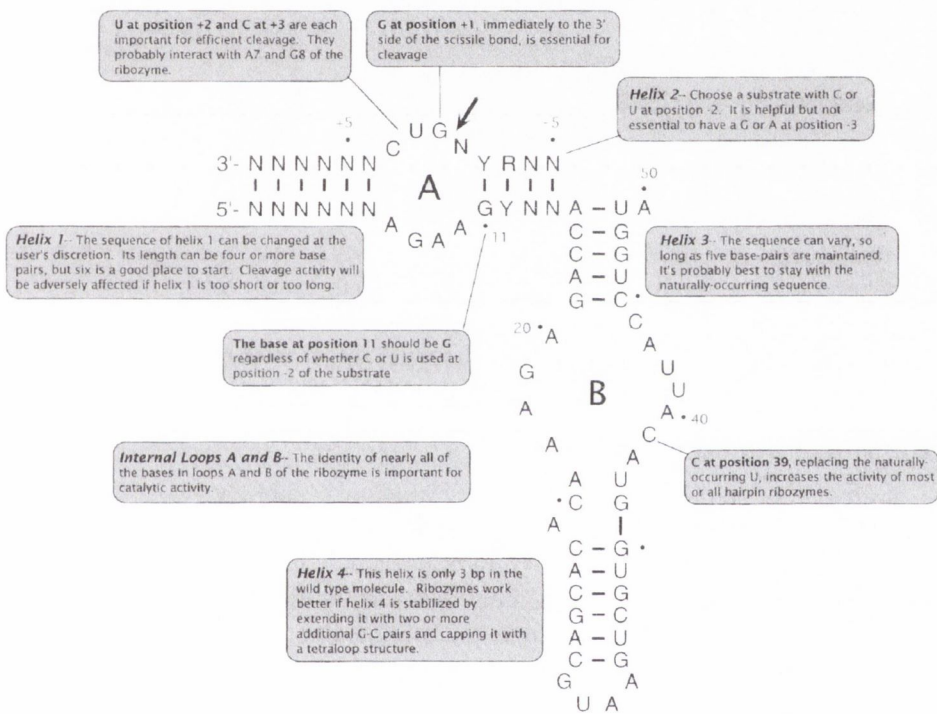 U at position +2 and C at +3 are each
important for efficient cleavage. They
probably interact with A7 and G8 of the
ribozyme.
G at position +1, immediately to the 3'
side of the scissile bond, is essential for
cleavage
Helix 2-- Choose a substrate with C or
U at position -2. It is helpful but not
essential to have a G or A at position -3
+5
U G
C N
-5
3'- N N N N N N
Y R N N
A
50
5'- N N N N N N
G Y N N A – U A
A G A A A
11
C G
C G
A U
G – C
Helix 1-- The sequence of helix 1 can be changed at the
user's discretion. Its length can be four or more base
pairs, but six is a good place to start. Cleavage activity will
be adversely affected if helix 1 is too short or too long.
Helix 3-- The sequence can vary, so
long as five base-pairs are maintained.
It's probably best to stay with the
naturally-occurring sequence
The base at position 11 should be G
regardless of whether C or U is used at
position -2 of the substrate
20 A
G
A
A
B
C
A
U
U
A 40
C
A
Internal Loops A and B-- The identity of nearly all of
the bases in loops A and B of the ribozyme is important for
catalytic activity.
C at position 39, replacing the naturally-
occurring U, increases the activity of most
or all hairpin ribozymes.
A U
C G
A
C – G
A – U
C – G
G – C
A – U
C – G
G A
U A
Helix 4-- This helix is only 3 bp in the
wild type molecule. Ribozymes work
better if helix 4 is stabilized by
extending it with two or more
additional G-C pairs and capping it with
a tetraloop structure.